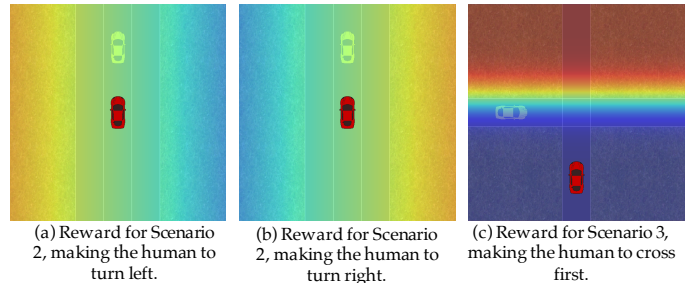 (a) Reward for Scenario
2, making the human to
turn left.
(b) Reward for Scenario
2, making the human to
turn right.
(c) Reward for Scenario 3,
making the human to cross
first.